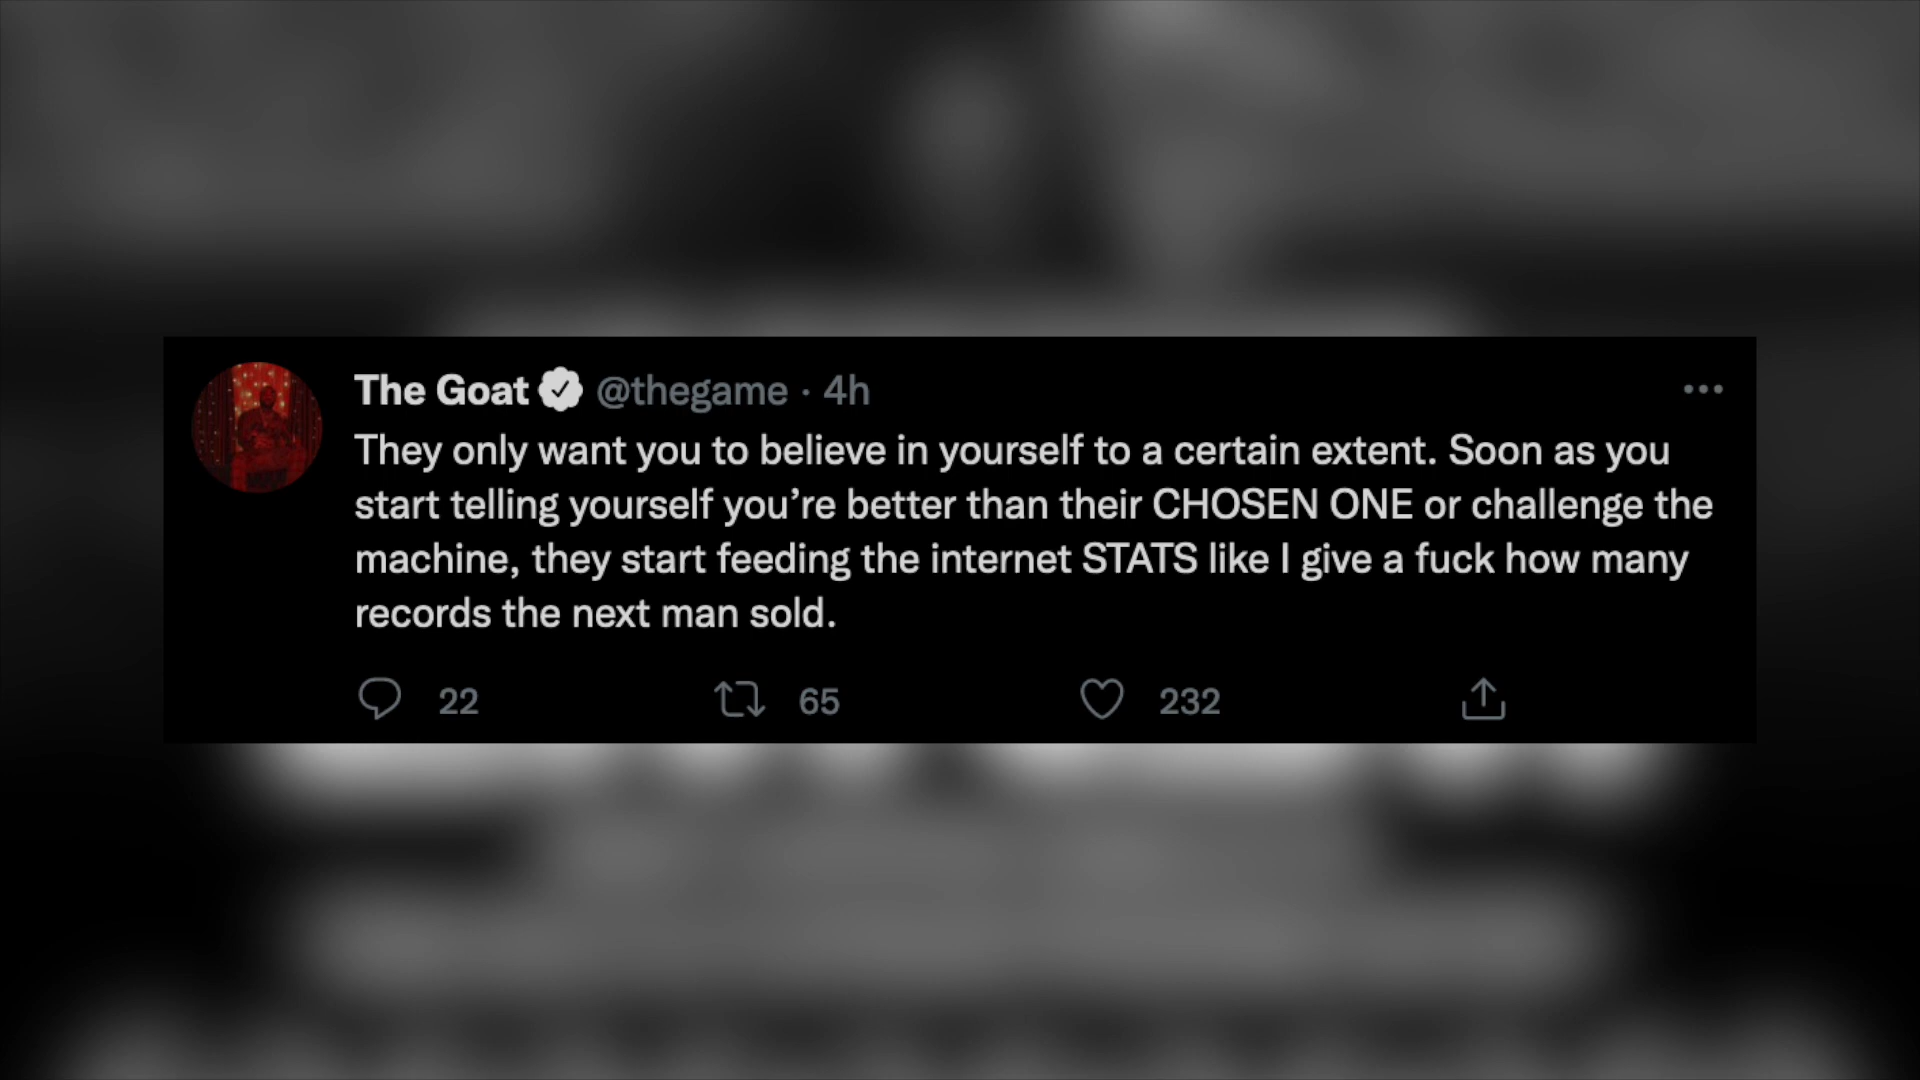 The Goat @thegame · 4h
They only want you to believe in yourself to a certain extent. Soon as you
start telling yourself you’re better than their CHOSEN ONE or challenge the
machine, they start feeding the internet STATS like I give a fuck how many
records the next man sold.
22 65 232